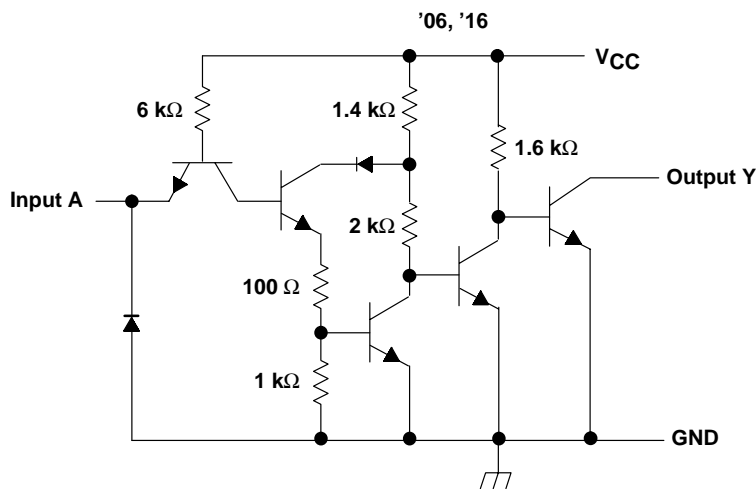 '06, '16
VCC
6 kΩ
1.4 kΩ
1.6 kΩ
Input A
Output Y
2 kΩ
100 Ω
1 kΩ
GND